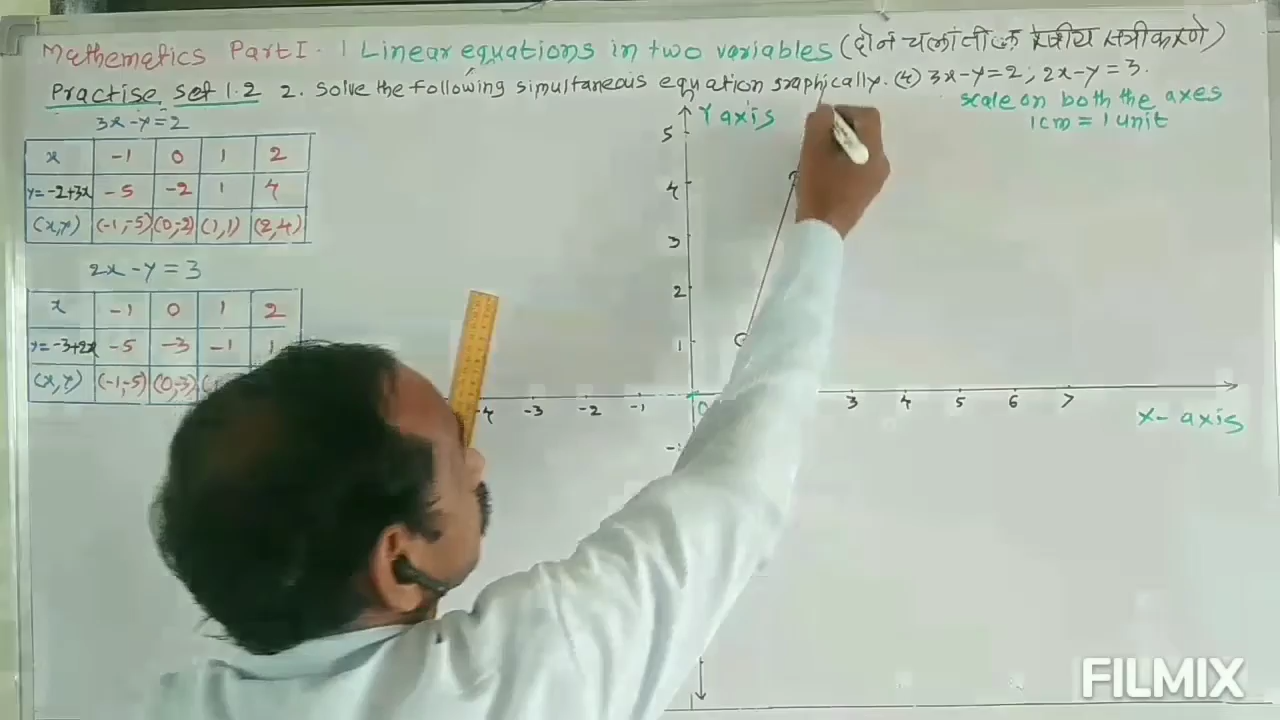 Mathematics Part I. 1 Linear equations in two variables (दोन चलांतील रेषीय समीकरणे)
Practise Set 1.2 2. Solve the following simultaneous equation graphically. (4) 3x-y=2; 2x-y=3.
scale on both the axes
1cm = 1 unit
3x-y=2
x -1 0 1 2
y=-2+3x -5 -2 1 4
(x,y) (-1,-5) (0,-2) (1,1) (2,4)
2x-y=3
x -1 0 1 2
y=-3+2x -5 -3 -1 1
(x,y) (-1,-5) (0,-3)
Y axis
5
4
3
2
1
-4 -3 -2 -1 0 3 4 5 6 7
X- axis
-1
FILMIX